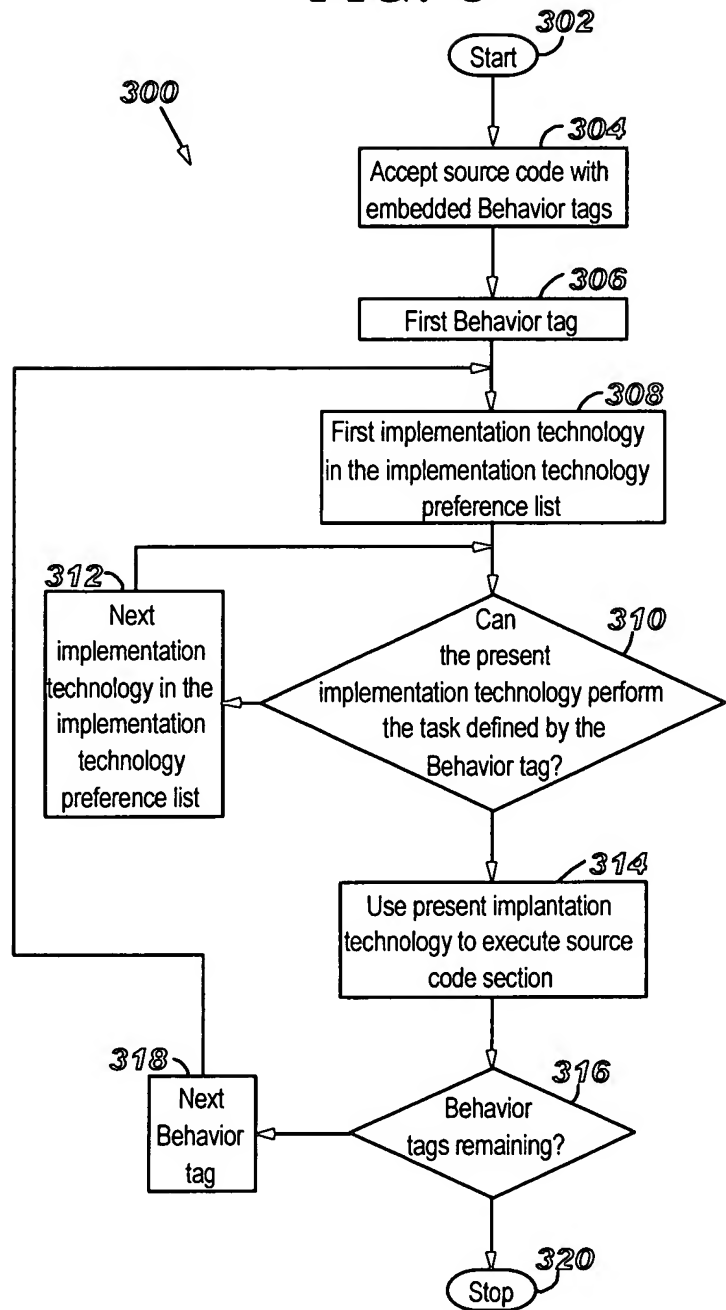 302
Start
300
304
Accept source code with
embedded Behavior tags
306
First Behavior tag
308
First implementation technology
in the implementation technology
preference list
312
Next
implementation
technology in the
implementation
technology
preference list
310
Can
the present
implementation technology perform
the task defined by the
Behavior tag?
314
Use present implantation
technology to execute source
code section
318
Next
Behavior
tag
316
Behavior
tags remaining?
320
Stop